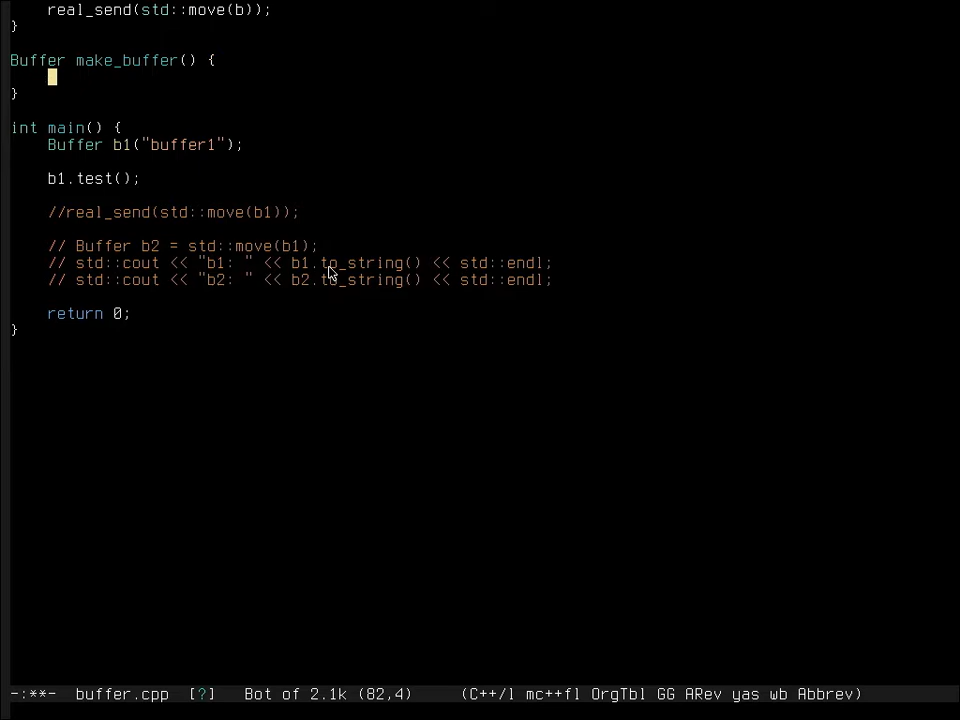 real_send(std::move(b));
}
Buffer make_buffer() {
}
int main() {
Buffer b1("buffer1");
b1.test();
//real_send(std::move(b1));
// Buffer b2 = std::move(b1);
// std::cout << "b1: " << b1.to_string() << std::endl;
// std::cout << "b2: " << b2.to_string() << std::endl;
return 0;
}
-:**- buffer.cpp [?] Bot of 2.1k (82,4) (C++/l mc++fl OrgTbl GG ARev yas wb Abbrev)